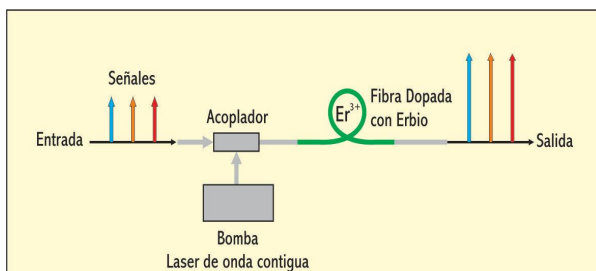 Señales
Entrada
Acoplador
Bomba
Laser de onda contigua
Er³⁺
Fibra Dopada
con Erbio
Salida